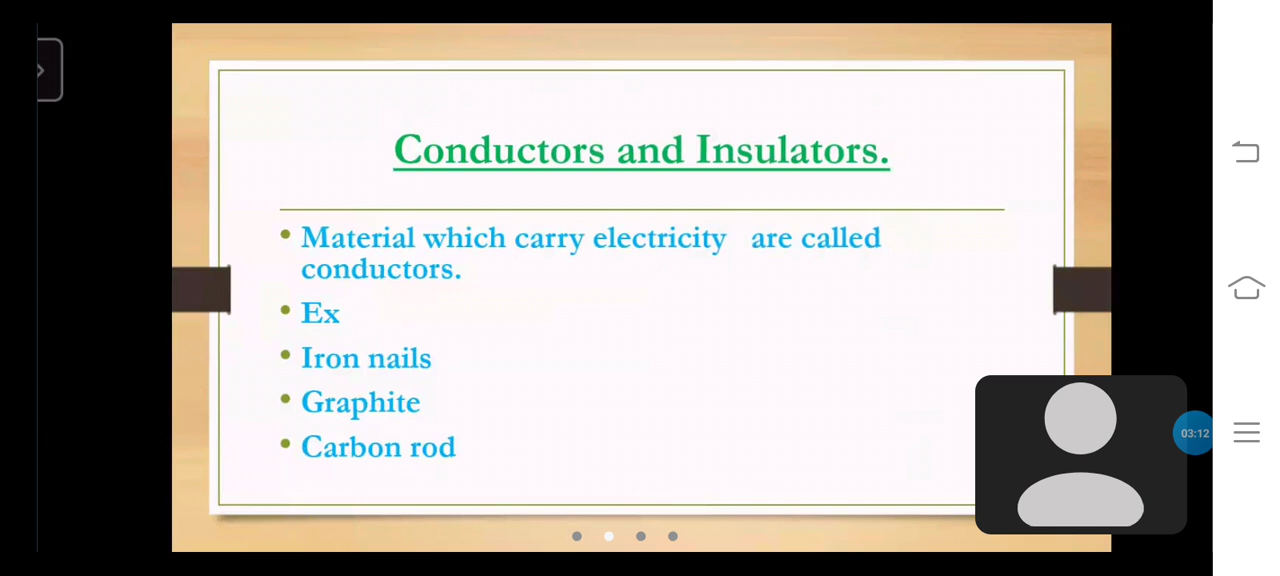 Conductors and Insulators.
• Material which carry electricity are called
conductors.
• Ex
• Iron nails
• Graphite
• Carbon rod
03:12